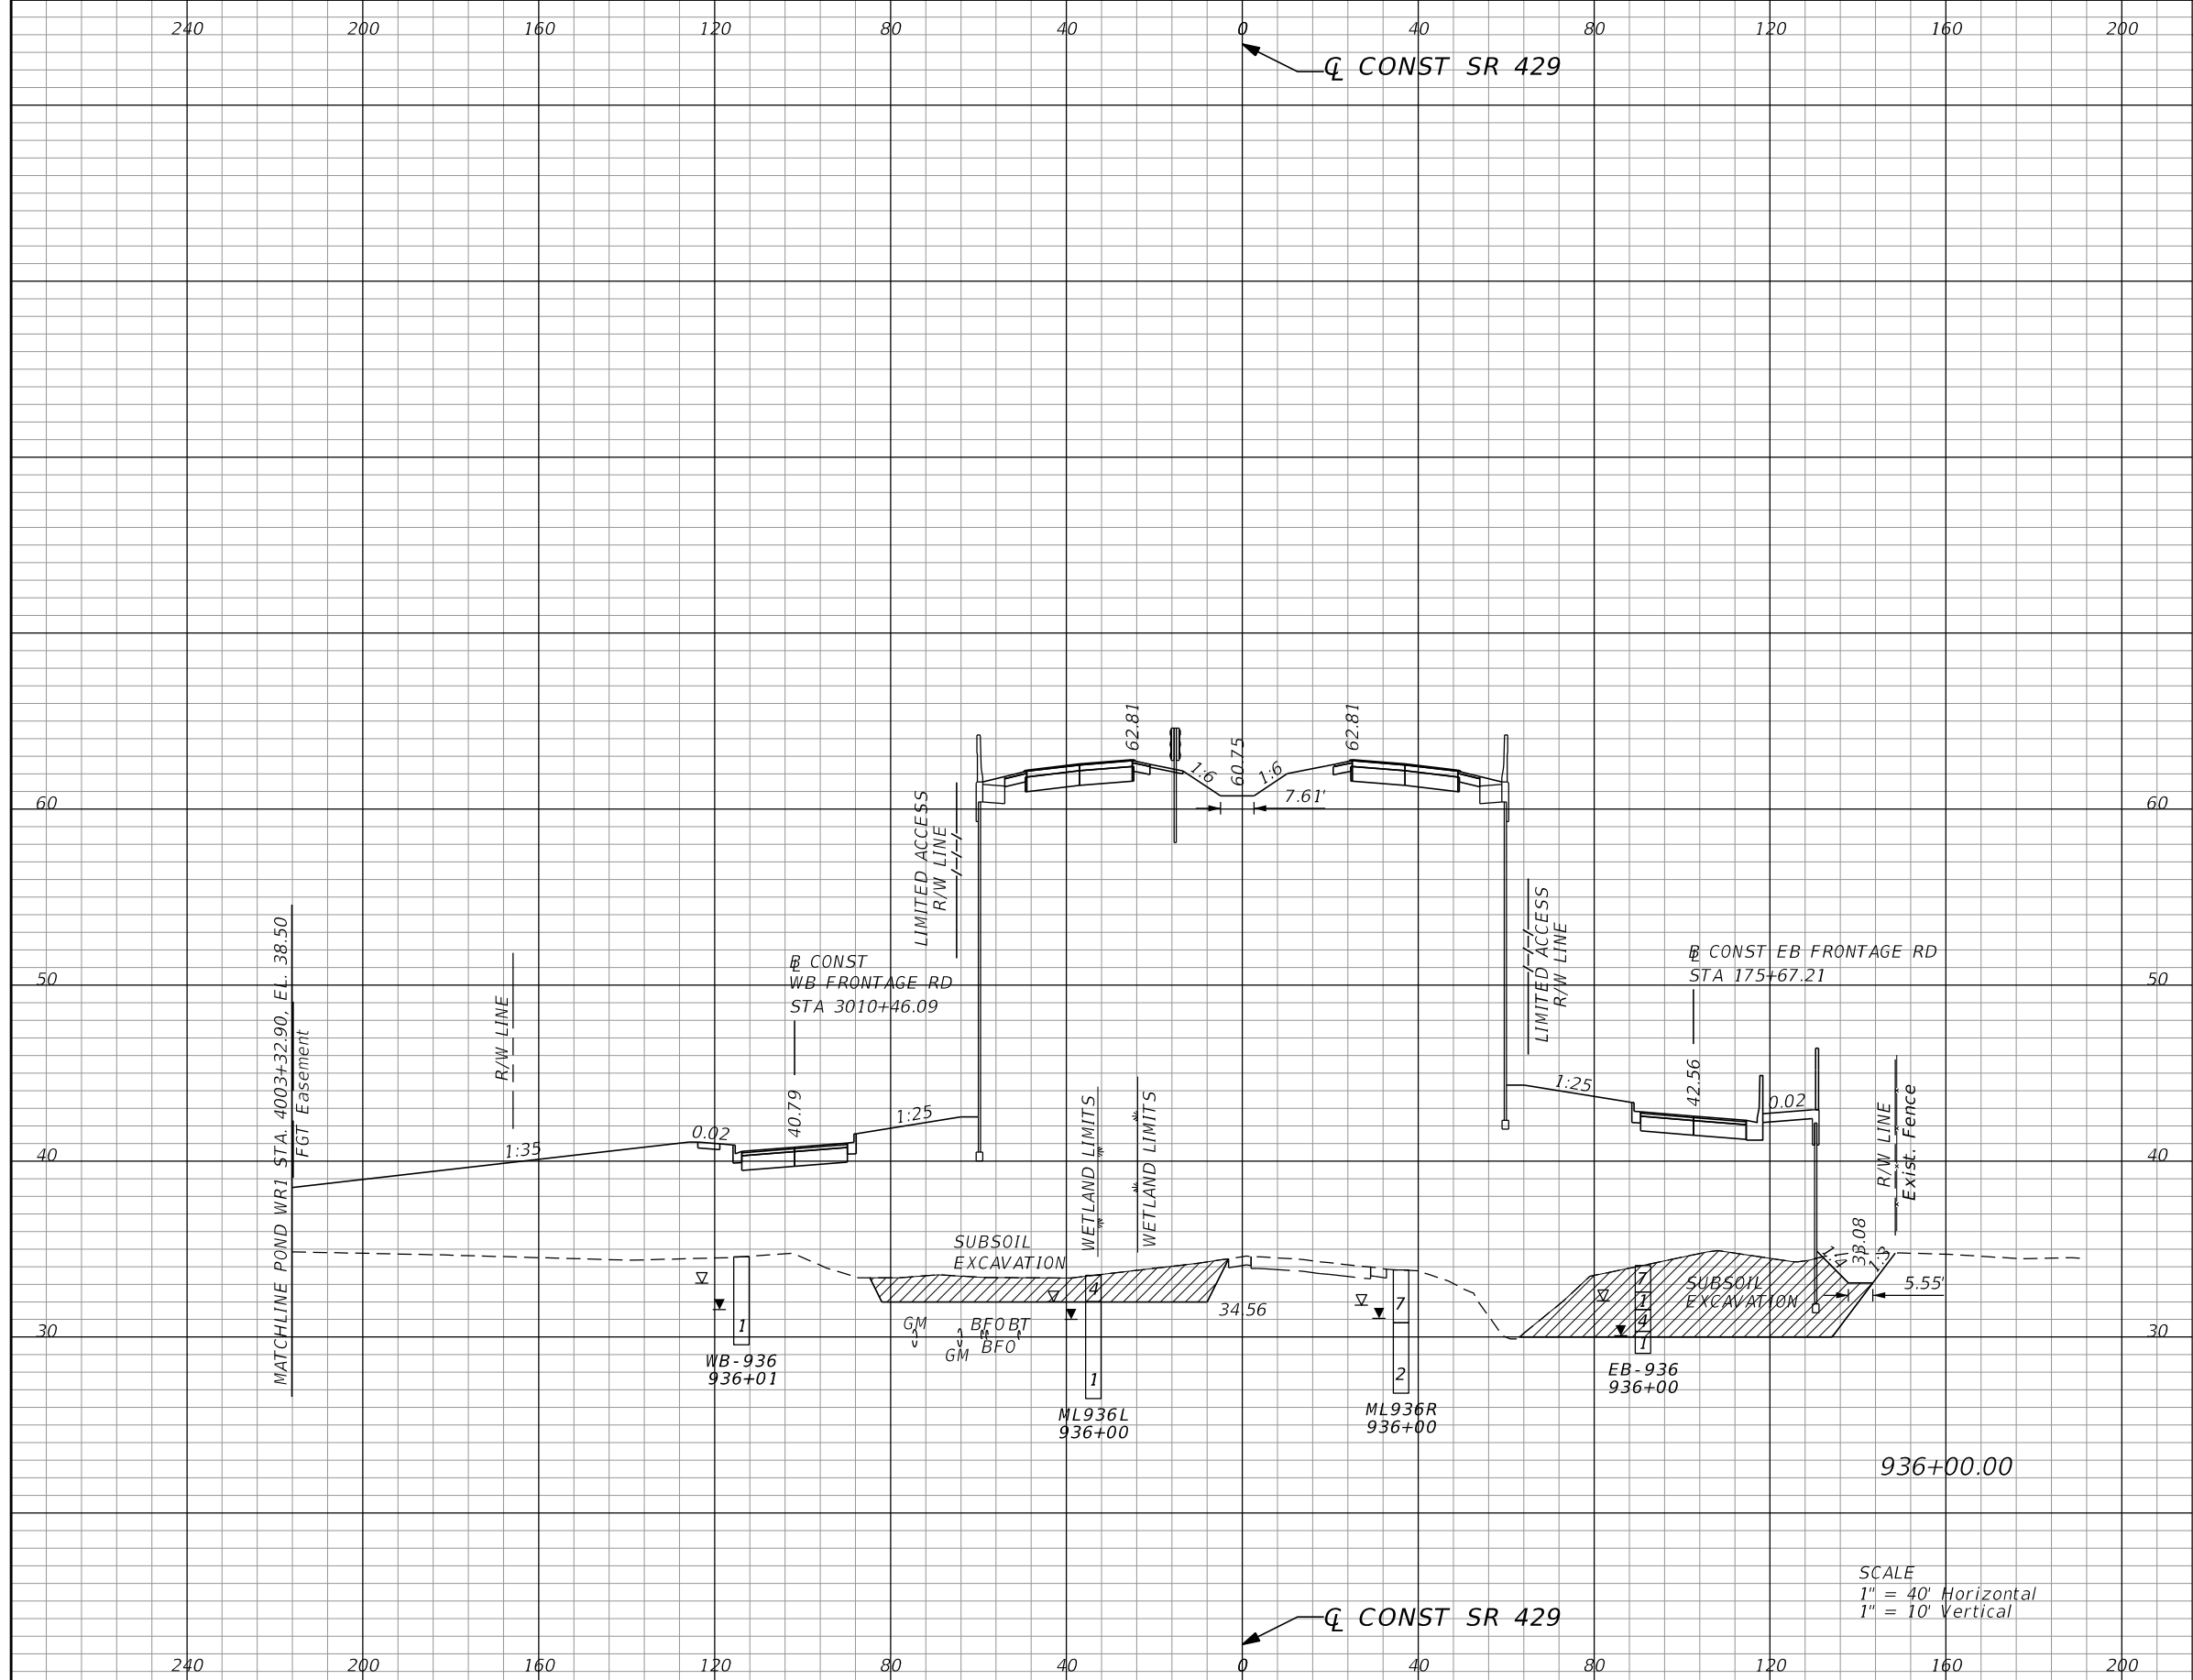 240 200 160 120 80 40 0 40 80 120 160 200
℄ CONST SR 429
62.81
1:6
60.75
1:6
62.81
7.61'
60
60
LIMITED ACCESS
R/W LINE
LIMITED ACCESS
R/W LINE
50
50
MATCHLINE POND WR1 STA. 4003+32.90, EL. 38.50
FGT Easement
R/W LINE
1:35
0.02
℄ CONST
WB FRONTAGE RD
STA 3010+46.09
40.79
1:25
WETLAND LIMITS
WETLAND LIMITS
1:25
℄ CONST EB FRONTAGE RD
STA 175+67.21
42.56
0.02
R/W LINE
Exist. Fence
40
40
SUBSOIL
EXCAVATION
1:4
33.08
1:3
5.55'
SUBSOIL
EXCAVATION
34.56
30
30
GM
GM
BFO
BT
BFO
1
WB-936
936+01
4
1
ML936L
936+00
7
2
ML936R
936+00
7
1
4
1
EB-936
936+00
936+00.00
SCALE
1" = 40' Horizontal
1" = 10' Vertical
℄ CONST SR 429
240 200 160 120 80 40 0 40 80 120 160 200